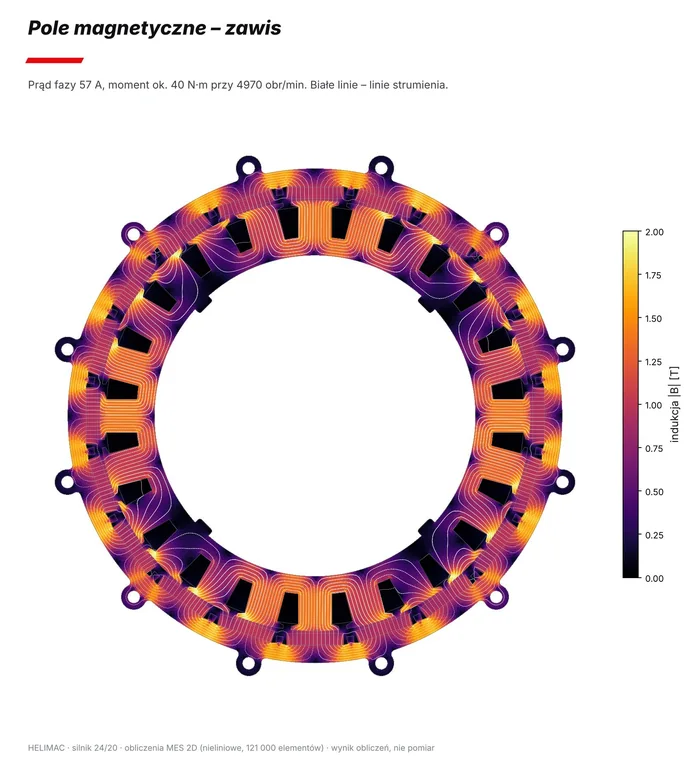 Pole magnetyczne – zawis
Prąd fazy 57 A, moment ok. 40 N·m przy 4970 obr/min. Białe linie – linie strumienia.
2.00
1.75
1.50
1.25
1.00
0.75
0.50
0.25
0.00
indukcja |B| [T]
HELIMAC · silnik 24/20 · obliczenia MES 2D (nieliniowe, 121 000 elementów) · wynik obliczeń, nie pomiar